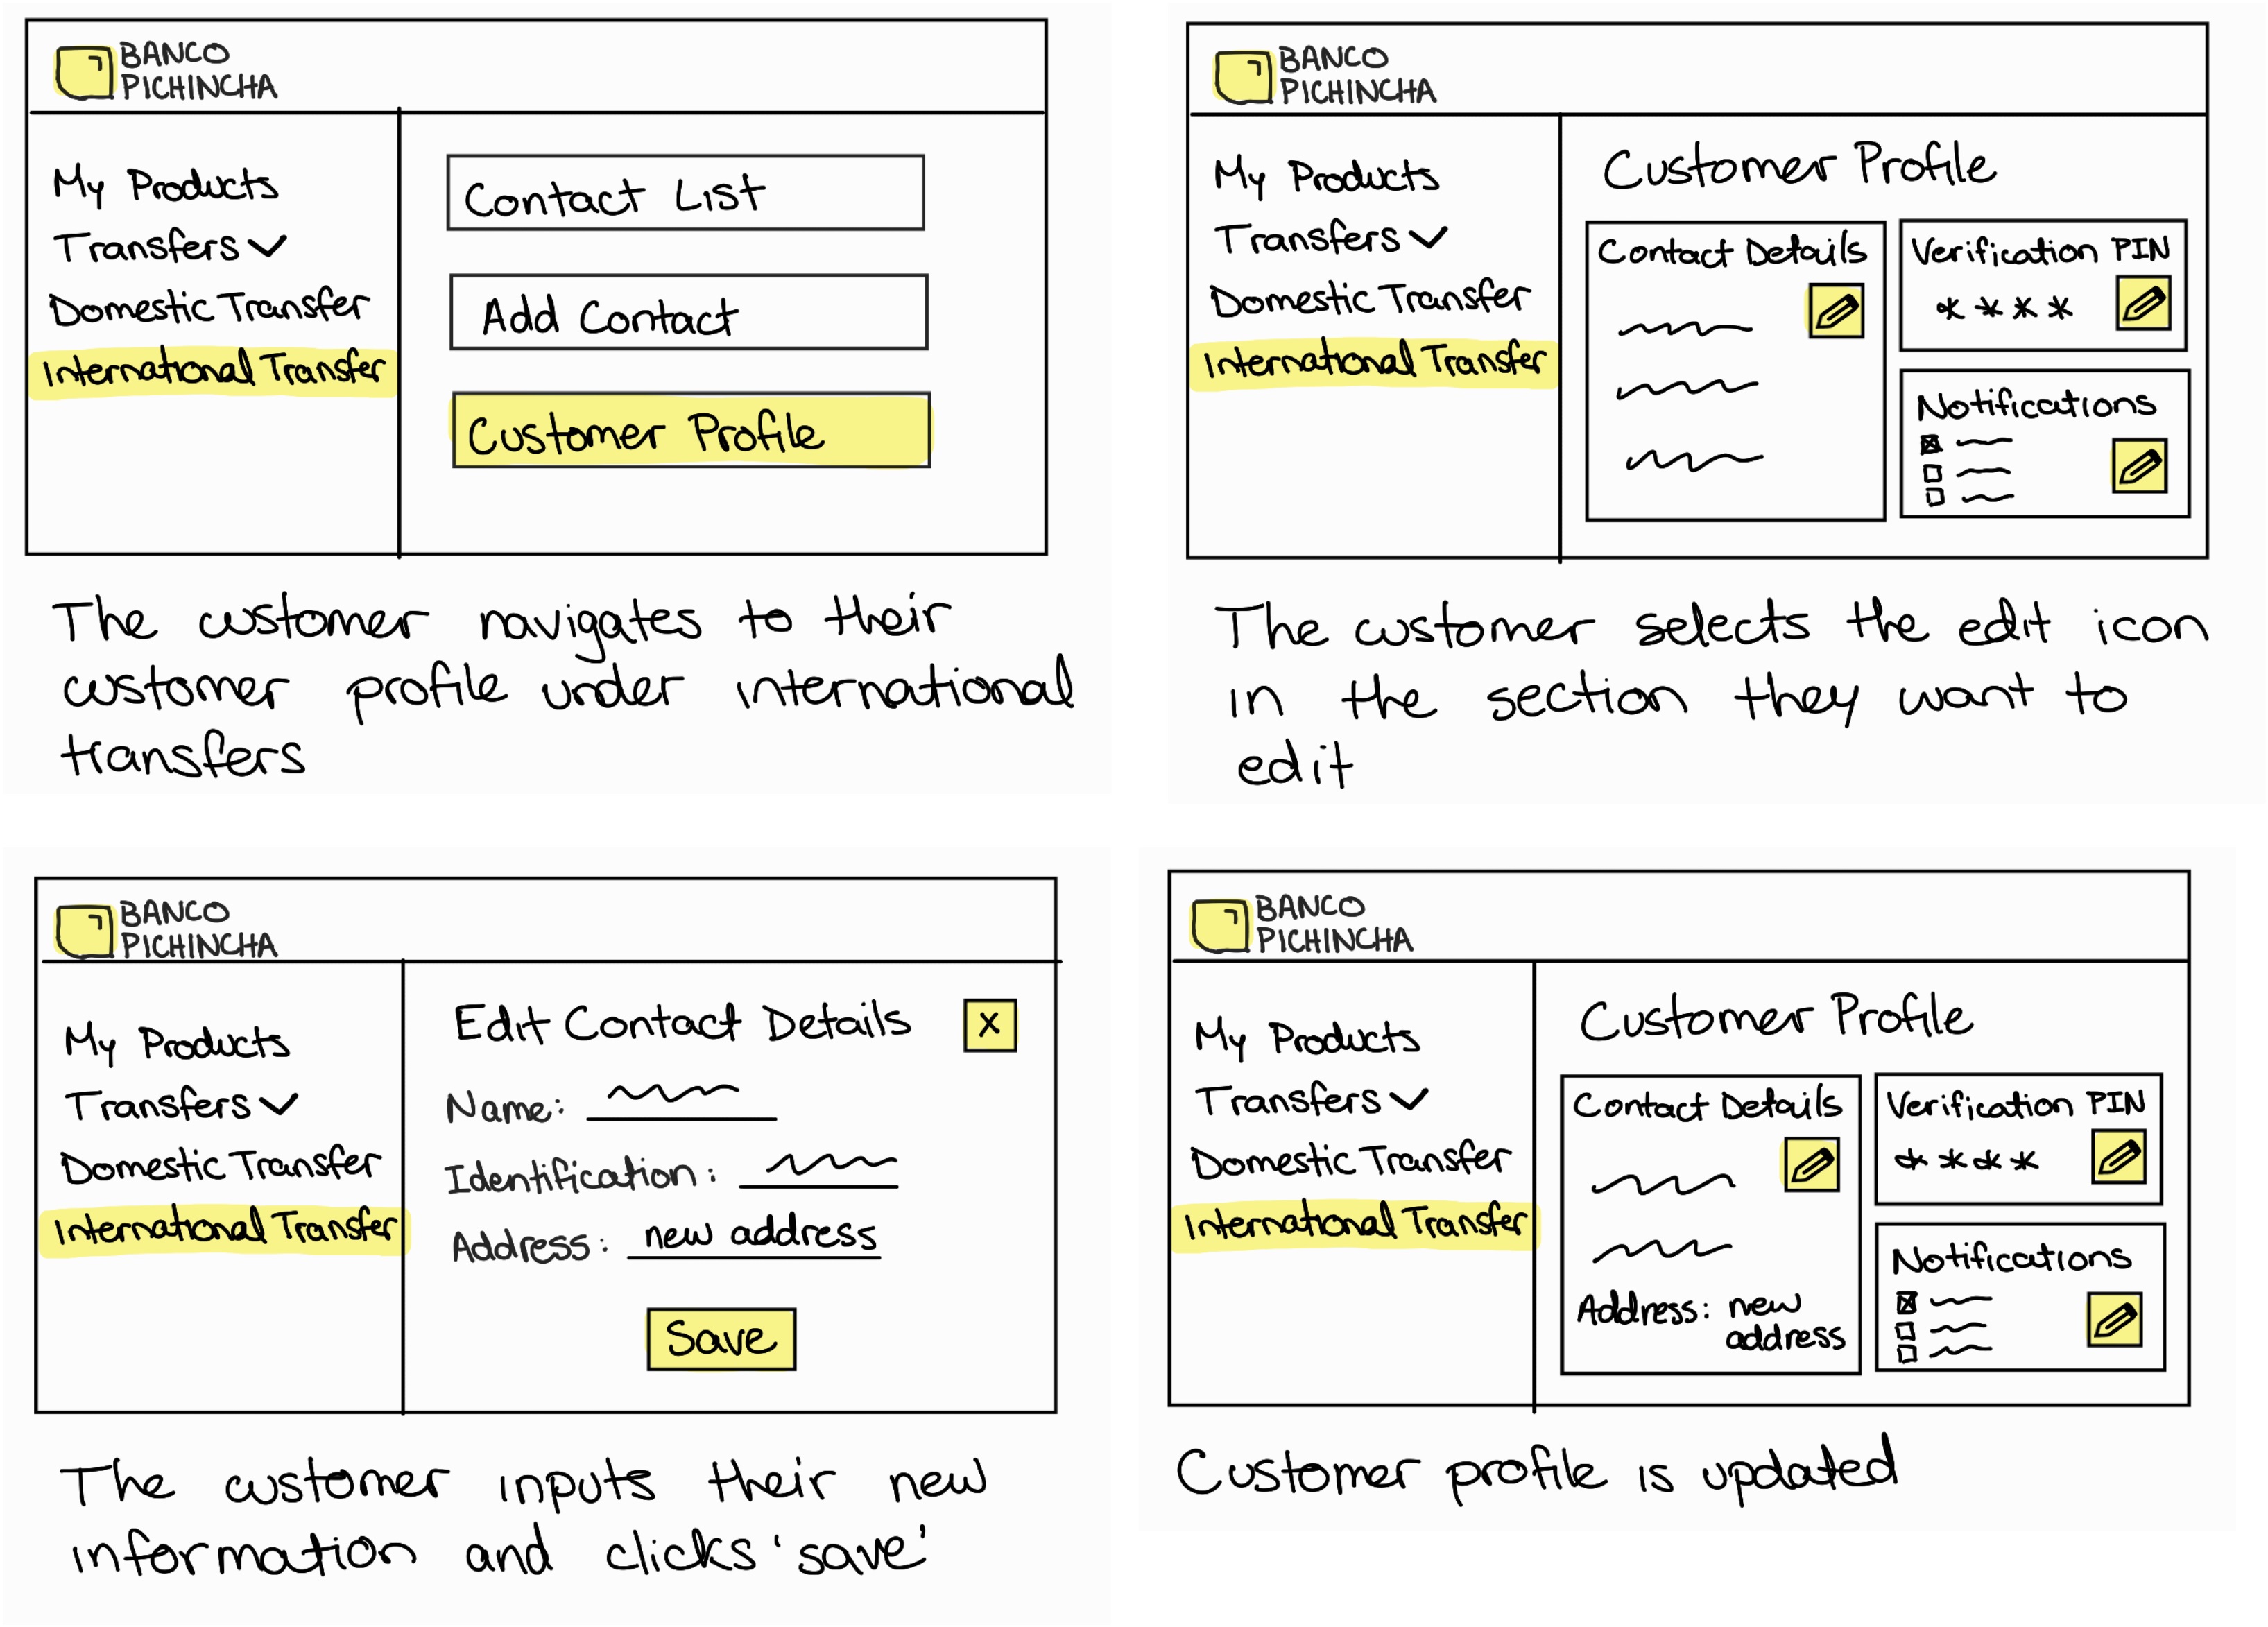 BANCO
PICHINCHA
My Products
Transfers
Domestic Transfer
International Transfer
Contact List
Add Contact
Customer Profile
The customer navigates to their
customer profile under international
transfers
BANCO
PICHINCHA
My Products
Transfers
Domestic Transfer
International Transfer
Customer Profile
Contact Details
Verification PIN
****
Notifications
The customer selects the edit icon
in the section they want to
edit
BANCO
PICHINCHA
My Products
Transfers
Domestic Transfer
International Transfer
Edit Contact Details
X
Name:
Identification:
Address: new address
Save
The customer inputs their new
information and clicks 'save'
BANCO
PICHINCHA
My Products
Transfers
Domestic Transfer
International Transfer
Customer Profile
Contact Details
Address: new
address
Verification PIN
****
Notifications
Customer profile is updated